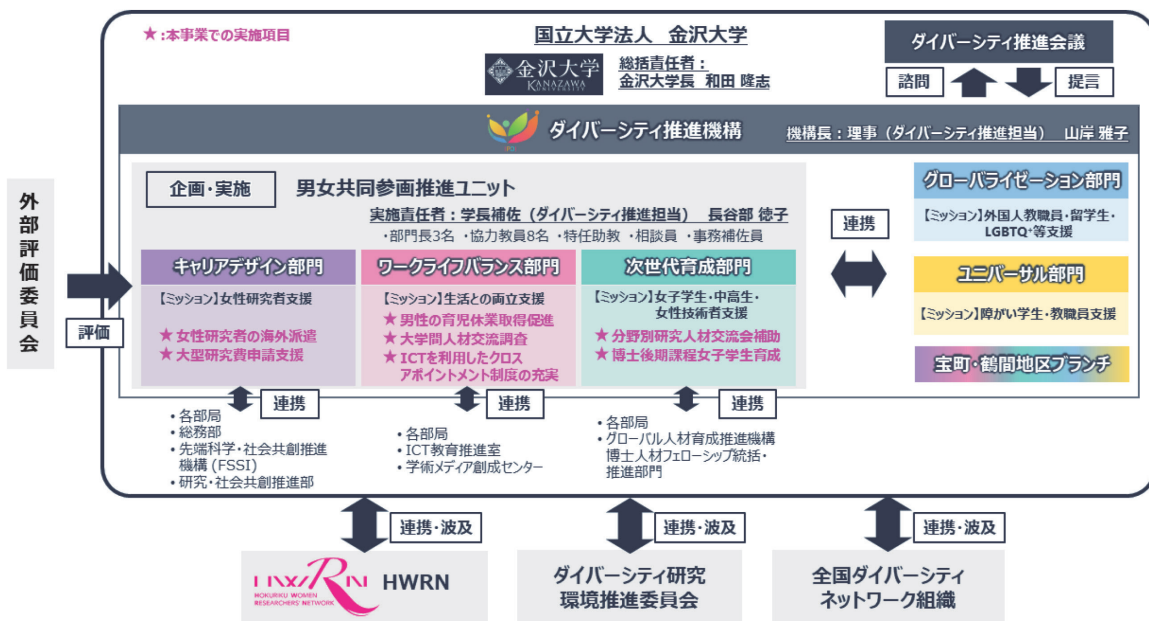 ★:本事業での実施項目
国立大学法人 金沢大学
金沢大学
KANAZAWA
UNIVERSITY
総括責任者：
金沢大学長 和田 隆志
ダイバーシティ推進会議
諮問
提言
ダイバーシティ推進機構
機構長：理事（ダイバーシティ推進担当） 山岸 雅子
外部評価委員会
評価
企画・実施
男女共同参画推進ユニット
実施責任者：学長補佐（ダイバーシティ推進担当） 長谷部 徳子
・部門長3名 ・協力教員8名 ・特任助教 ・相談員 ・事務補佐員
キャリアデザイン部門
【ミッション】女性研究者支援
★女性研究者の海外派遣
★大型研究費申請支援
ワークライフバランス部門
【ミッション】生活との両立支援
★男性の育児休業取得促進
★大学間人材交流調査
★ICTを利用したクロス
アポイントメント制度の充実
次世代育成部門
【ミッション】女子学生・中高生・
女性技術者支援
★分野別研究人材交流会補助
★博士後期課程女子学生育成
連携
グローバライゼーション部門
【ミッション】外国人教職員・留学生・
LGBTQ⁺等支援
ユニバーサル部門
【ミッション】障がい学生・教職員支援
宝町・鶴間地区ブランチ
連携
・各部局
・総務部
・先端科学・社会共創推進
機構 (FSSI)
・研究・社会共創推進部
連携
・各部局
・ICT教育推進室
・学術メディア創成センター
連携
・各部局
・グローバル人材育成推進機構
博士人材フェローシップ統括・
推進部門
連携・波及
連携・波及
連携・波及
HWRN
HOKURIKU WOMEN
RESEARCHERS' NETWORK
HWRN
ダイバーシティ研究
環境推進委員会
全国ダイバーシティ
ネットワーク組織